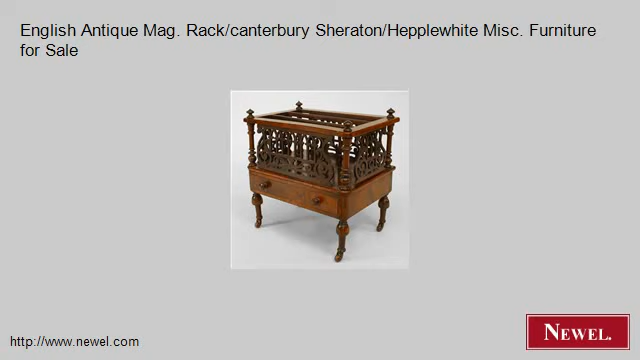 English Antique Mag. Rack/canterbury Sheraton/Hepplewhite Misc. Furniture
for Sale
http://www.newel.com
NEWEL.